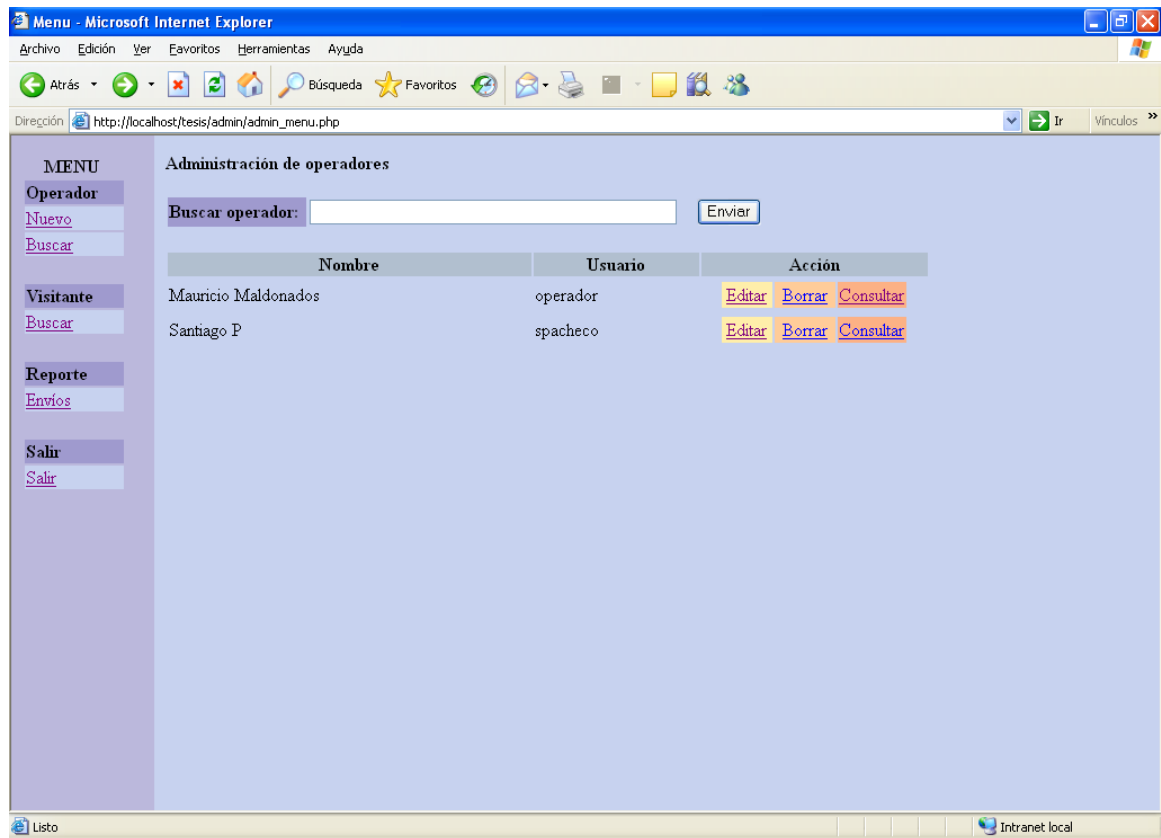 Menu - Microsoft Internet Explorer
Archivo Edición Ver Favoritos Herramientas Ayuda
Atrás Búsqueda Favoritos
Dirección http://localhost/tesis/admin/admin_menu.php Ir Vínculos »
MENU
Operador
Nuevo
Buscar
Visitante
Buscar
Reporte
Envíos
Salir
Salir
Administración de operadores
Buscar operador: Enviar
Nombre Usuario Acción
Mauricio Maldonados operador Editar Borrar Consultar
Santiago P spacheco Editar Borrar Consultar
Listo Intranet local